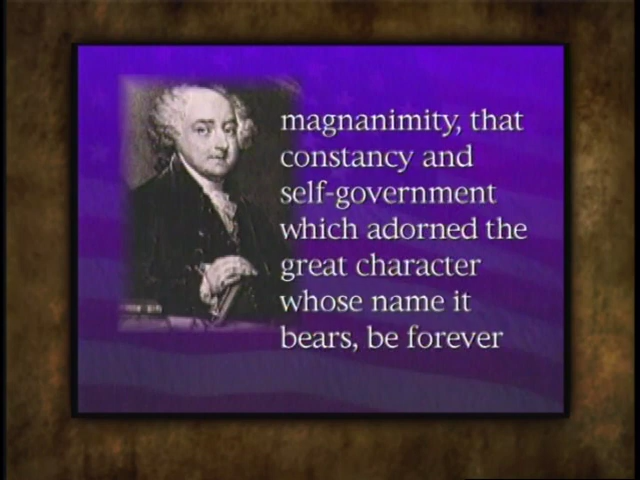 magnanimity, that
constancy and
self-government
which adorned the
great character
whose name it
bears, be forever